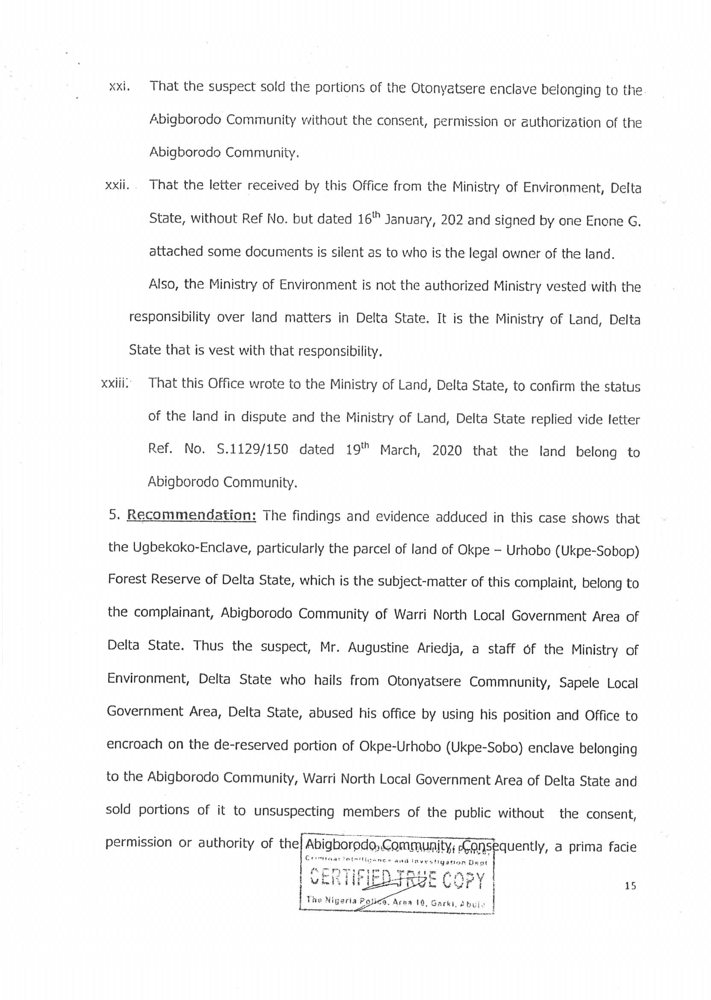 xxi. That the suspect sold the portions of the Otonyatsere enclave belonging to the
Abigborodo Community without the consent, permission or authorization of the
Abigborodo Community.
xxii. That the letter received by this Office from the Ministry of Environment, Delta
State, without Ref No. but dated 16th January, 202 and signed by one Enone G.
attached some documents is silent as to who is the legal owner of the land.
Also, the Ministry of Environment is not the authorized Ministry vested with the
responsibility over land matters in Delta State. It is the Ministry of Land, Delta
State that is vest with that responsibility.
xxiii. That this Office wrote to the Ministry of Land, Delta State, to confirm the status
of the land in dispute and the Ministry of Land, Delta State replied vide letter
Ref. No. S.1129/150 dated 19th March, 2020 that the land belong to
Abigborodo Community.
5. Recommendation: The findings and evidence adduced in this case shows that
the Ugbekoko-Enclave, particularly the parcel of land of Okpe – Urhobo (Ukpe-Sobop)
Forest Reserve of Delta State, which is the subject-matter of this complaint, belong to
the complainant, Abigborodo Community of Warri North Local Government Area of
Delta State. Thus the suspect, Mr. Augustine Ariedja, a staff of the Ministry of
Environment, Delta State who hails from Otonyatsere Commnunity, Sapele Local
Government Area, Delta State, abused his office by using his position and Office to
encroach on the de-reserved portion of Okpe-Urhobo (Ukpe-Sobo) enclave belonging
to the Abigborodo Community, Warri North Local Government Area of Delta State and
sold portions of it to unsuspecting members of the public without the consent,
permission or authority of the Abigborodo Community. Consequently, a prima facie
Criminal Intelligence and Investigation Dept
CERTIFIED TRUE COPY
The Nigeria Police, Area 10, Garki, Abuja
15